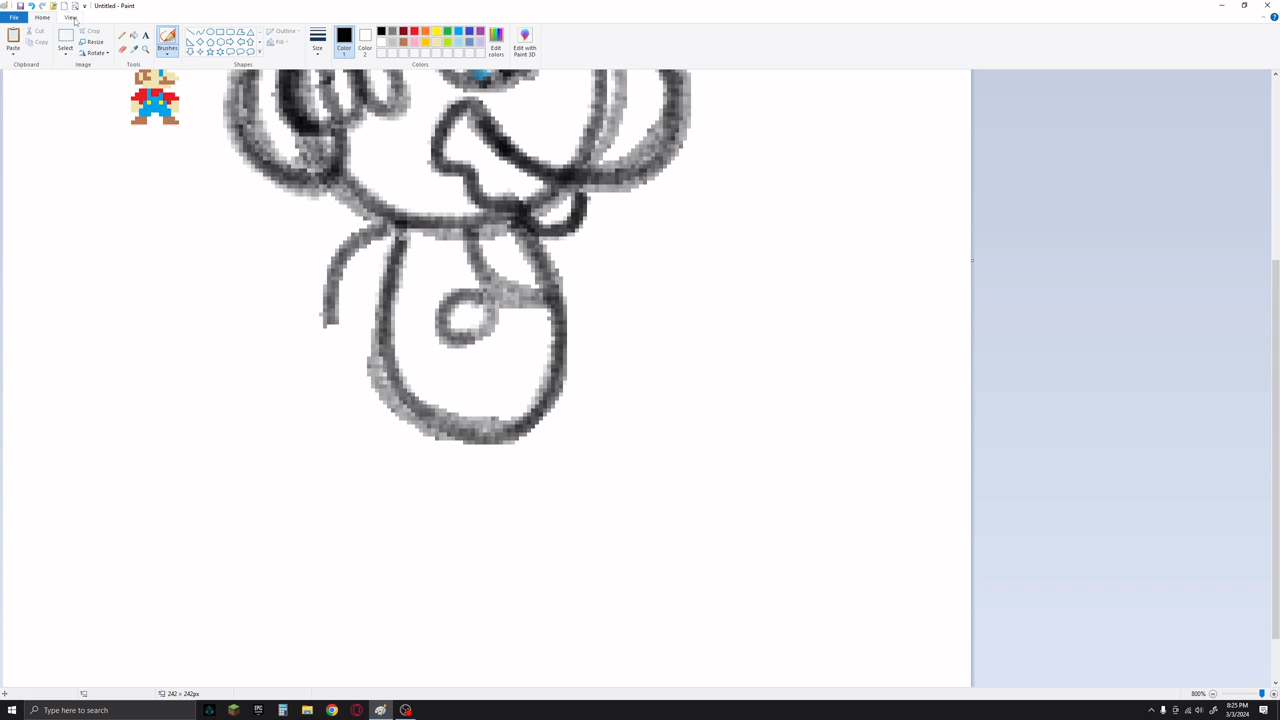 Untitled - Paint
File Home View
Paste Cut Copy Select Crop Resize Rotate Brushes Outline Fill Size Color 1 Color 2 Edit colors Edit with Paint 3D
Clipboard Image Tools Shapes Colors
242 × 242px 800%
Type here to search EPIC 8:25 PM
3/3/2024